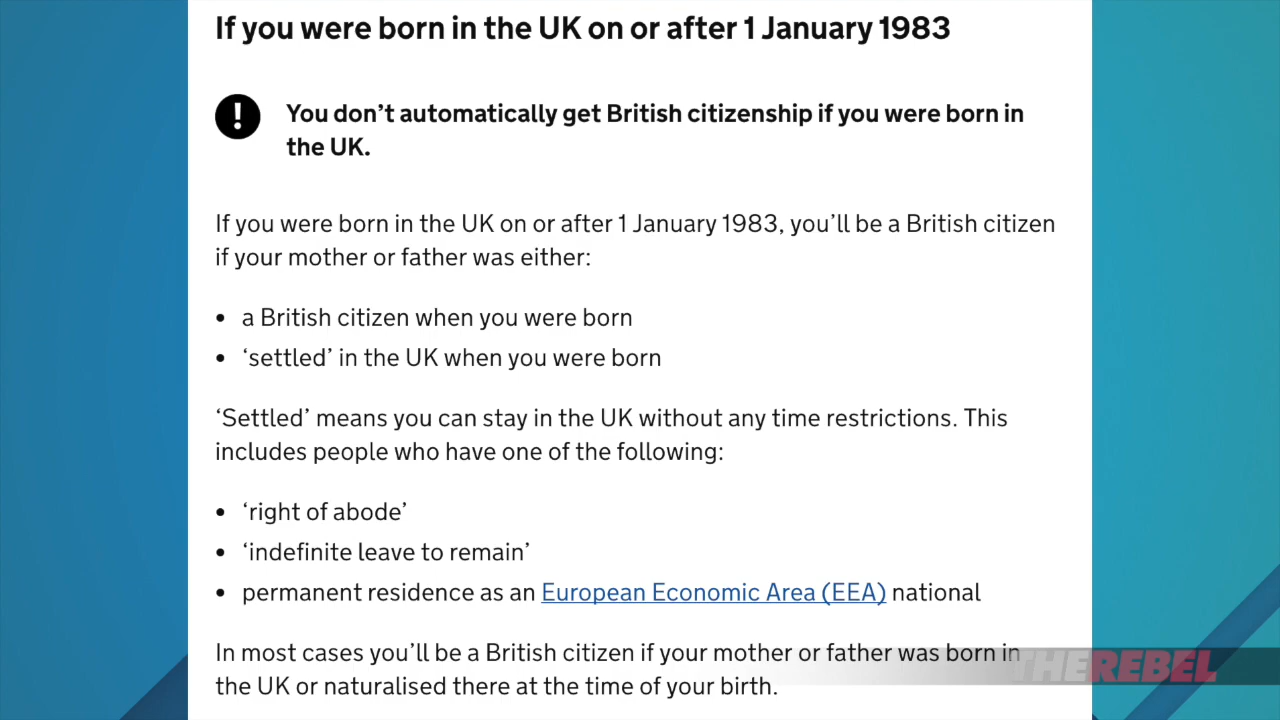 If you were born in the UK on or after 1 January 1983
!
You don’t automatically get British citizenship if you were born in
the UK.
If you were born in the UK on or after 1 January 1983, you’ll be a British citizen
if your mother or father was either:
• a British citizen when you were born
• ‘settled’ in the UK when you were born
‘Settled’ means you can stay in the UK without any time restrictions. This
includes people who have one of the following:
• ‘right of abode’
• ‘indefinite leave to remain’
• permanent residence as an European Economic Area (EEA) national
In most cases you’ll be a British citizen if your mother or father was born in
the UK or naturalised there at the time of your birth.
THEREBEL